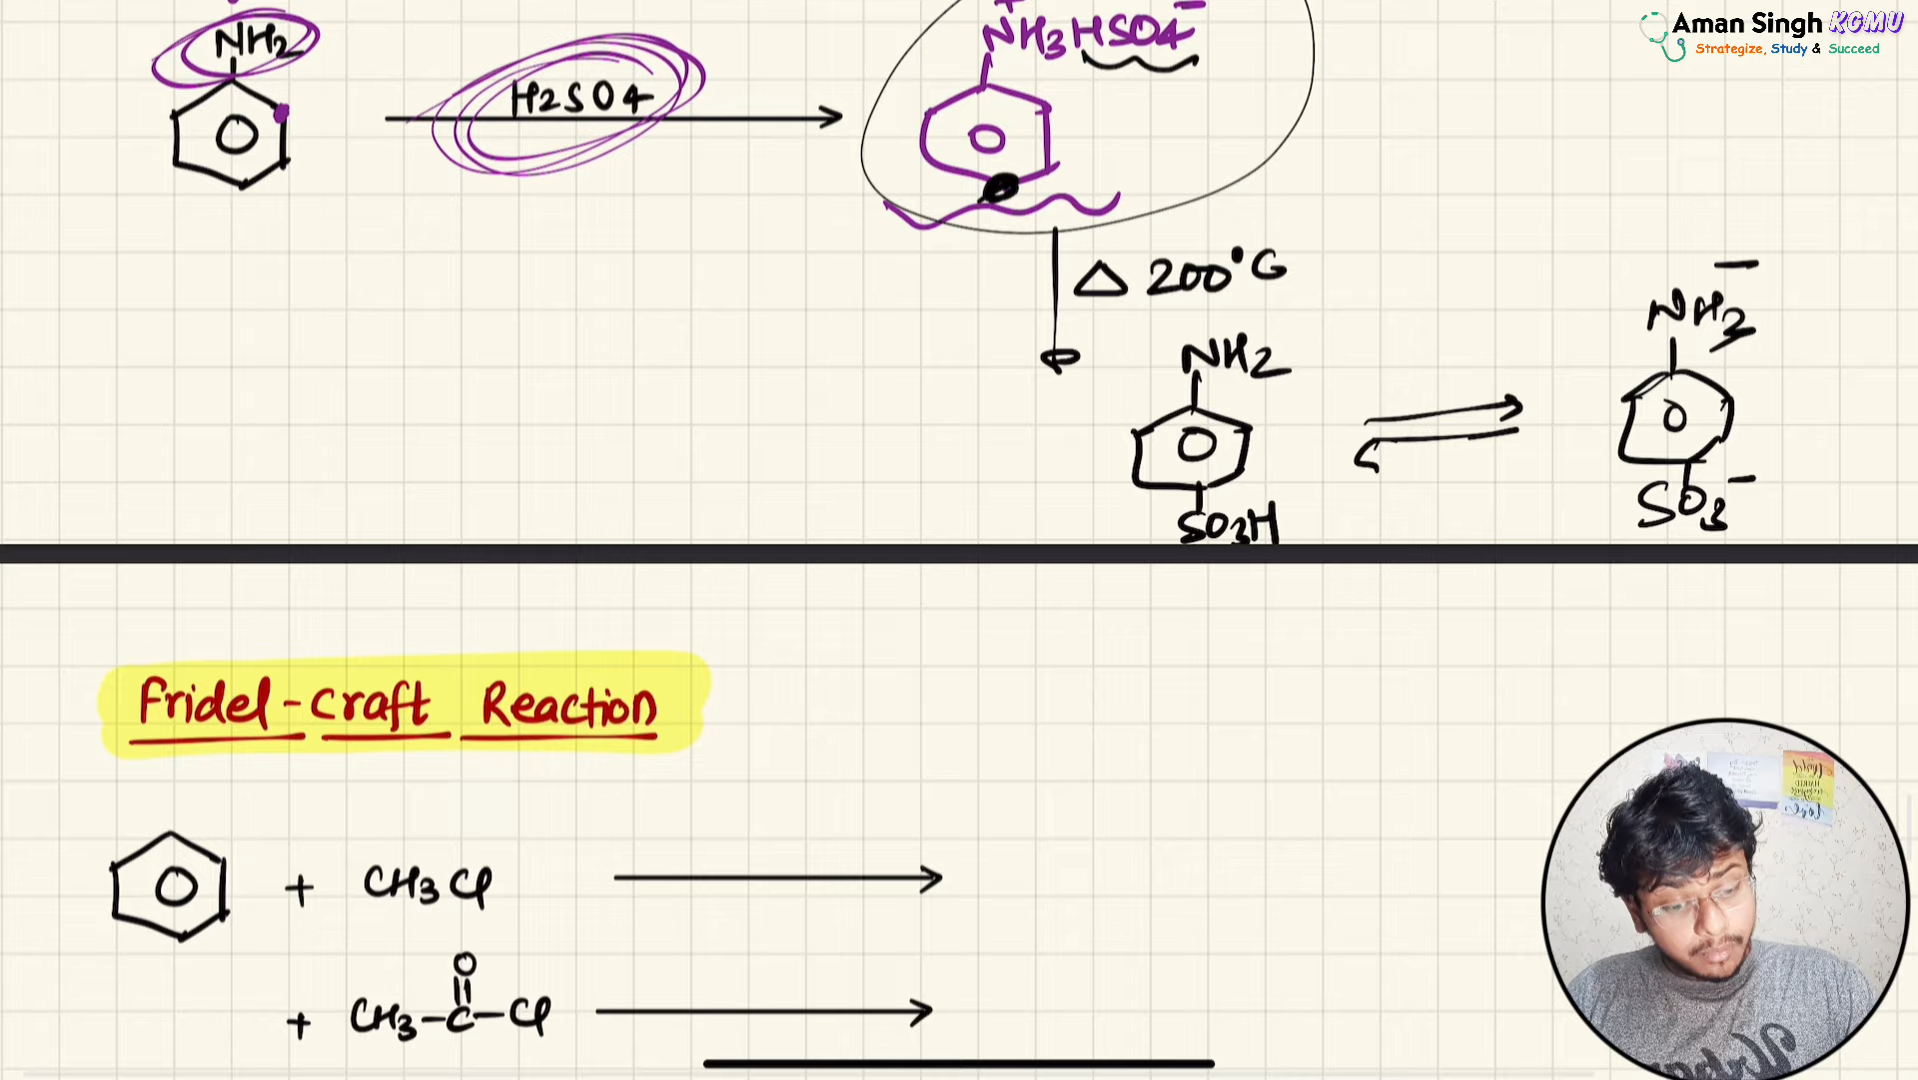 Aman Singh KGMU
Strategize, Study & Succeed
NH2
H2SO4
+
NH3HSO4–
△ 200°C
NH2
SO3H
–
NH2
SO3–
Fridel-craft Reaction
+ CH3Cl
O
+ CH3–C–Cl